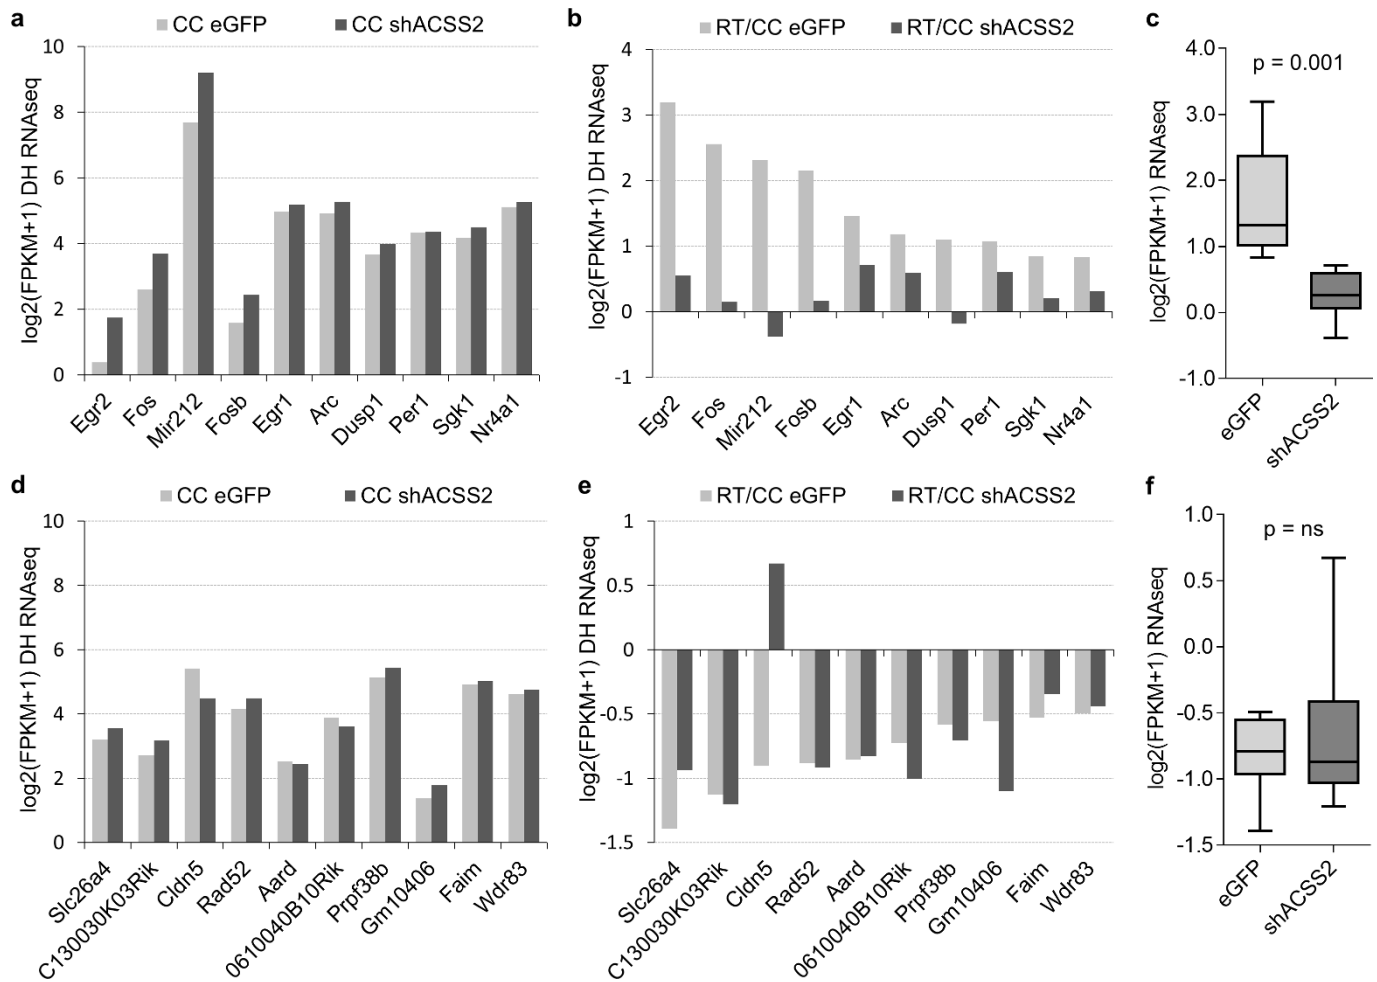 a
CC eGFP
CC shACSS2
log2(FPKM+1) DH RNAseq
10
8
6
4
2
0
Egr2
Fos
Mir212
Fosb
Egr1
Arc
Dusp1
Per1
Sgk1
Nr4a1
b
RT/CC eGFP
RT/CC shACSS2
log2(FPKM+1) DH RNAseq
4
3
2
1
0
-1
Egr2
Fos
Mir212
Fosb
Egr1
Arc
Dusp1
Per1
Sgk1
Nr4a1
c
p = 0.001
log2(FPKM+1) RNAseq
4.0
3.0
2.0
1.0
0.0
-1.0
eGFP
shACSS2
d
CC eGFP
CC shACSS2
log2(FPKM+1) DH RNAseq
10
8
6
4
2
0
Slc26a4
C130030K03Rik
Cldn5
Rad52
Aard
0610040B10Rik
Prpf38b
Gm10406
Faim
Wdr83
e
RT/CC eGFP
RT/CC shACSS2
log2(FPKM+1) DH RNAseq
1
0.5
0
-0.5
-1
-1.5
Slc26a4
C130030K03Rik
Cldn5
Rad52
Aard
0610040B10Rik
Prpf38b
Gm10406
Faim
Wdr83
f
p = ns
log2(FPKM+1) RNAseq
1.0
0.5
0.0
-0.5
-1.0
-1.5
eGFP
shACSS2